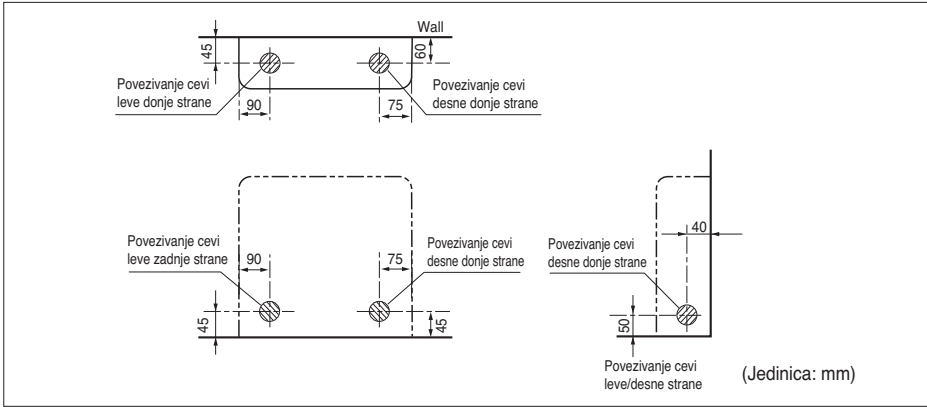 Wall
45
60
Povezivanje cevi
leve donje strane
Povezivanje cevi
desne donje strane
90
75
Povezivanje cevi
leve zadnje strane
90
75
Povezivanje cevi
desne donje strane
45
45
Povezivanje cevi
desne donje strane
40
50
Povezivanje cevi
leve/desne strane
(Jedinica: mm)